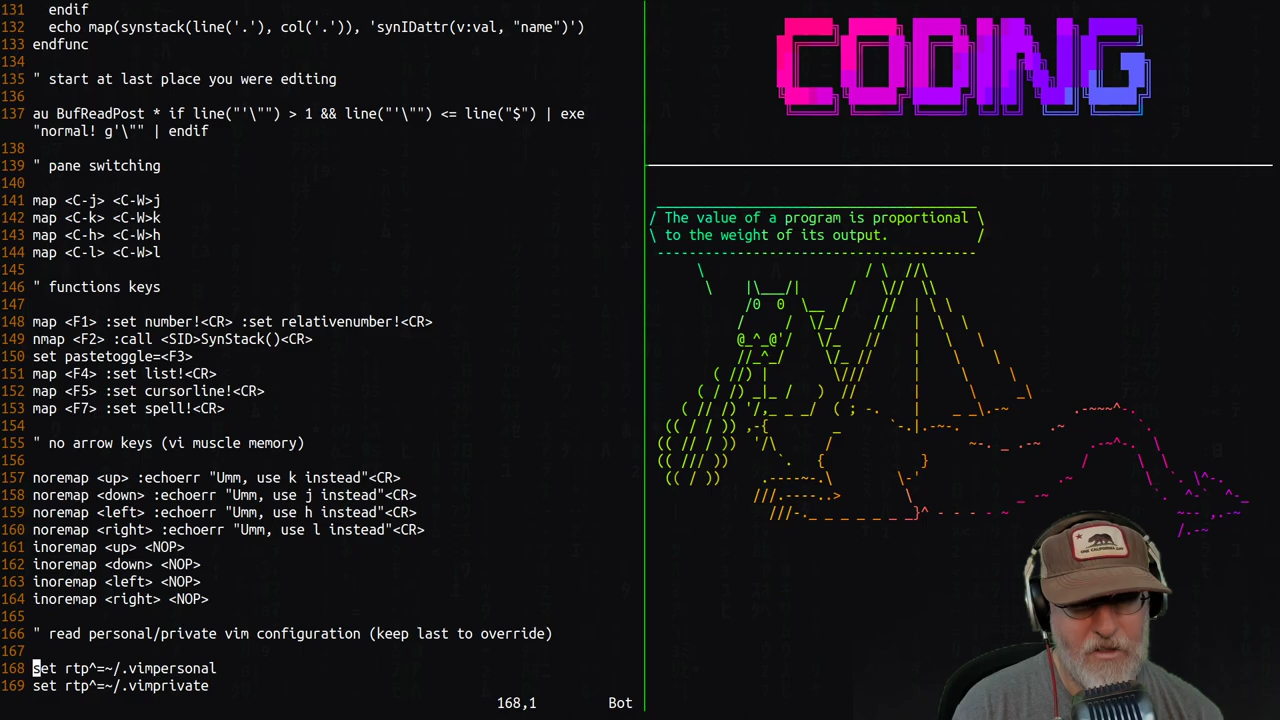 131   endif
132   echo map(synstack(line('.'), col('.')), 'synIDattr(v:val, "name")')
133 endfunc
134
135 " start at last place you were editing
136
137 au BufReadPost * if line("'\"") > 1 && line("'\"") <= line("$") | exe
"normal! g'\"" | endif
138
139 " pane switching
140
141 map <C-j> <C-W>j
142 map <C-k> <C-W>k
143 map <C-h> <C-W>h
144 map <C-l> <C-W>l
145
146 " functions keys
147
148 map <F1> :set number!<CR> :set relativenumber!<CR>
149 nmap <F2> :call <SID>SynStack()<CR>
150 set pastetoggle=<F3>
151 map <F4> :set list!<CR>
152 map <F5> :set cursorline!<CR>
153 map <F7> :set spell!<CR>
154
155 " no arrow keys (vi muscle memory)
156
157 noremap <up> :echoerr "Umm, use k instead"<CR>
158 noremap <down> :echoerr "Umm, use j instead"<CR>
159 noremap <left> :echoerr "Umm, use h instead"<CR>
160 noremap <right> :echoerr "Umm, use l instead"<CR>
161 inoremap <up> <NOP>
162 inoremap <down> <NOP>
163 inoremap <left> <NOP>
164 inoremap <right> <NOP>
165
166 " read personal/private vim configuration (keep last to override)
167
168 set rtp^=~/.vimpersonal
169 set rtp^=~/.vimprivate
168,1 Bot
CODING
The value of a program is proportional
to the weight of its output.